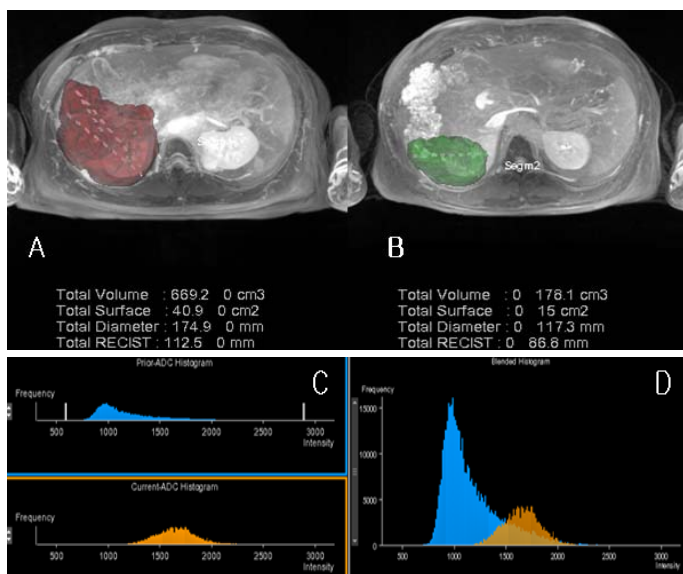 A
B
Segm2
Total Volume : 669.2 0 cm3
Total Surface : 40.9 0 cm2
Total Diameter : 174.9 0 mm
Total RECIST : 112.5 0 mm
Total Volume : 0 178.1 cm3
Total Surface : 0 15 cm2
Total Diameter : 0 117.3 mm
Total RECIST : 0 86.8 mm
Prior-ADC Histogram
C
Frequency
500 1000 1500 2000 2500 3000
Intensity
Current-ADC Histogram
Frequency
500 1000 1500 2000 2500 3000
Intensity
Blended Histogram
D
Frequency
15000
10000
5000
0
500 1000 1500 2000 2500 3000
Intensity